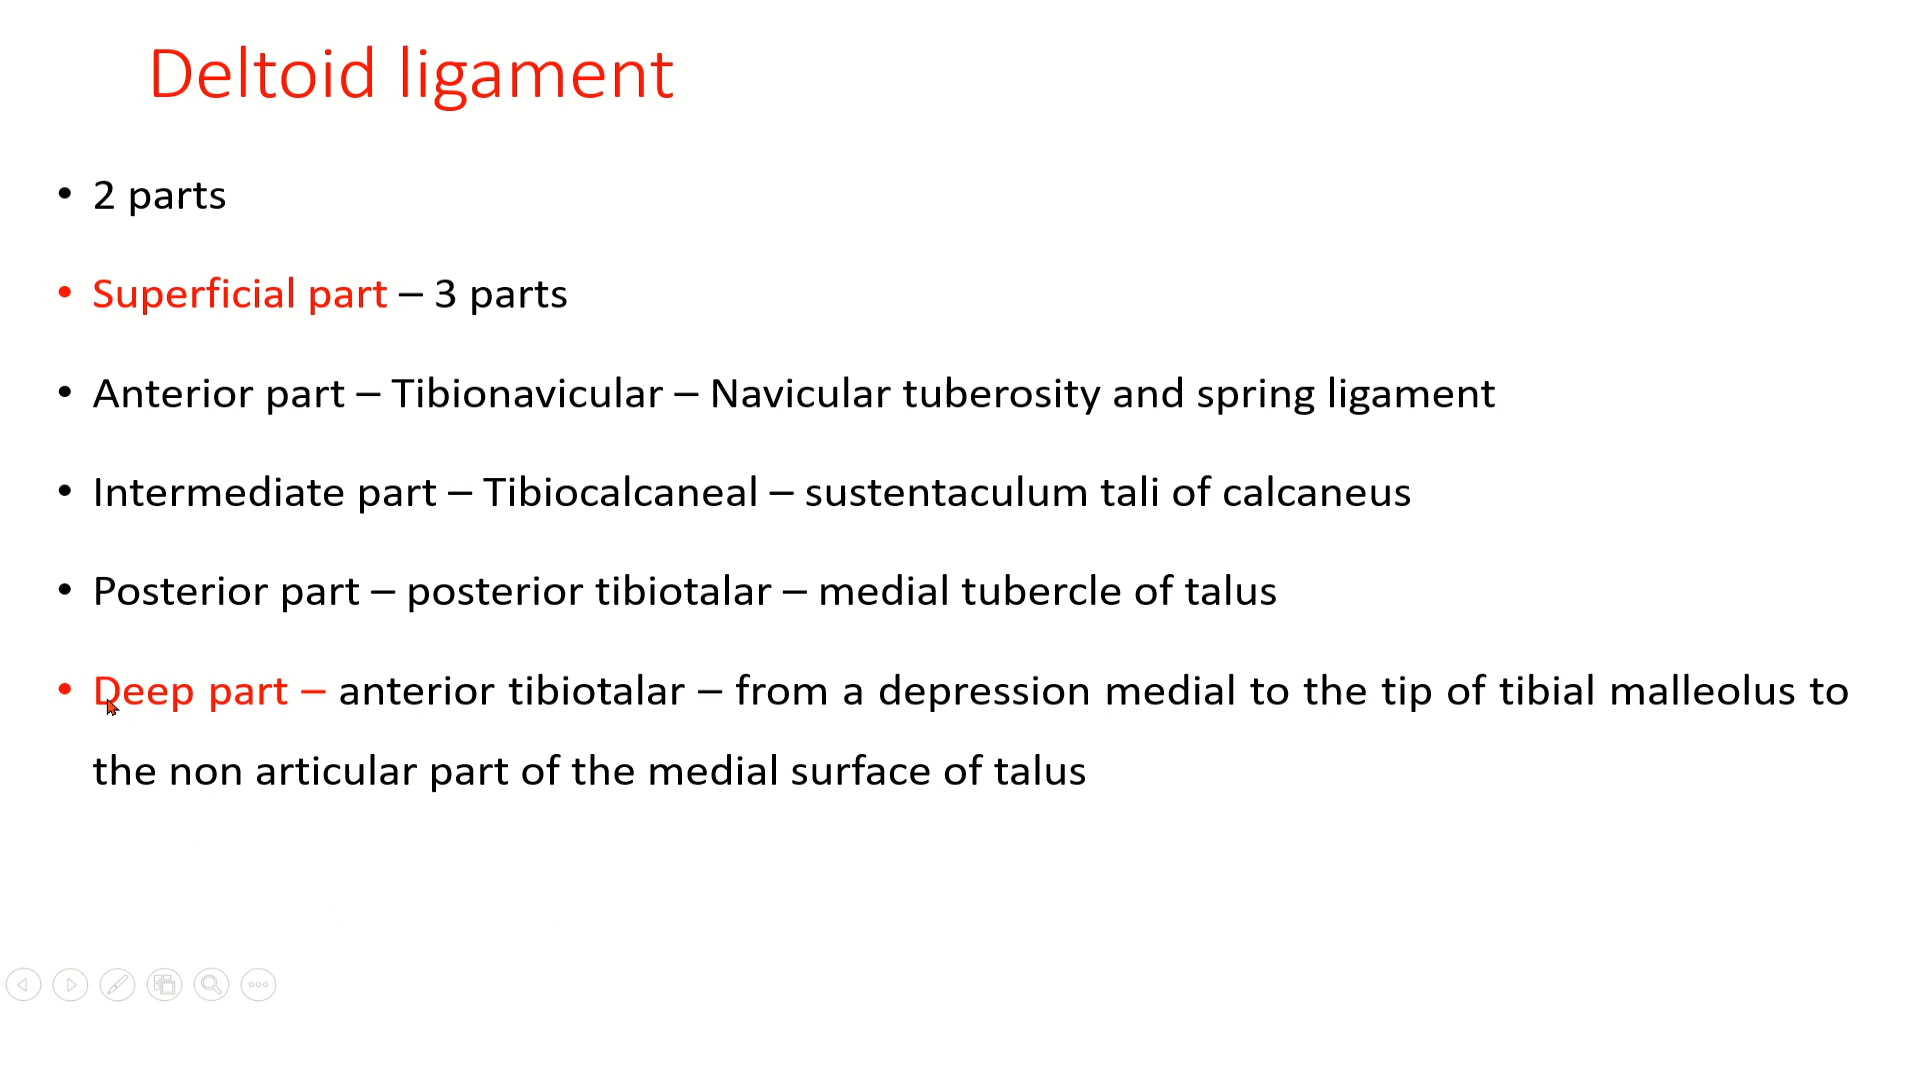 Deltoid ligament
• 2 parts
• Superficial part – 3 parts
• Anterior part – Tibionavicular – Navicular tuberosity and spring ligament
• Intermediate part – Tibiocalcaneal – sustentaculum tali of calcaneus
• Posterior part – posterior tibiotalar – medial tubercle of talus
• Deep part – anterior tibiotalar – from a depression medial to the tip of tibial malleolus to
the non articular part of the medial surface of talus